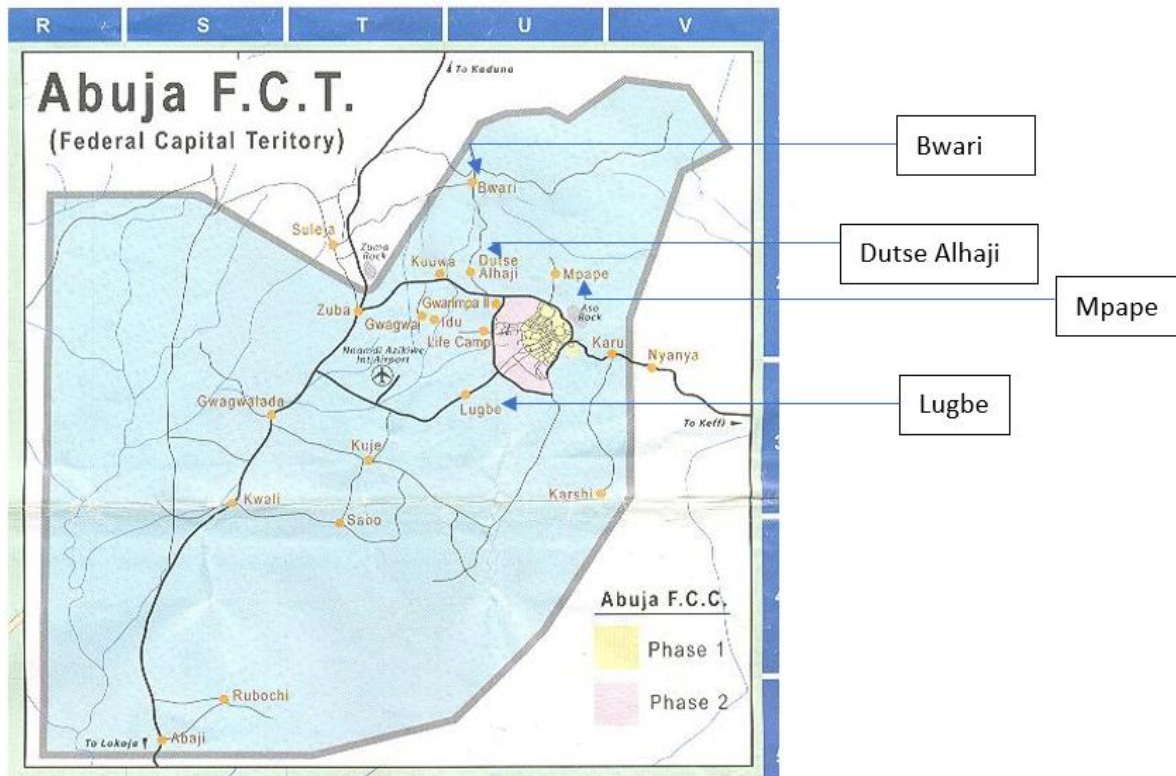 R S T U V
Abuja F.C.T.
(Federal Capital Teritory)
To Kaduna
Bwari
Bwari
Suleja
Zuma
Rock
Kubwa
Dutse
Alhaji
Mpape
Dutse Alhaji
Mpape
Zuba
Gwagwa
Idu
Gwarimpa II
Life Camp
Aso
Rock
Nnamdi Azikiwe
Int. Airport
Karu
Nyanya
Gwagwalada
Lugbe
Lugbe
To Keffi
3
Kuje
Kwali
Sabo
Karshi
Abuja F.C.C.
Phase 1
Phase 2
Rubochi
To Lokoja
Abaji